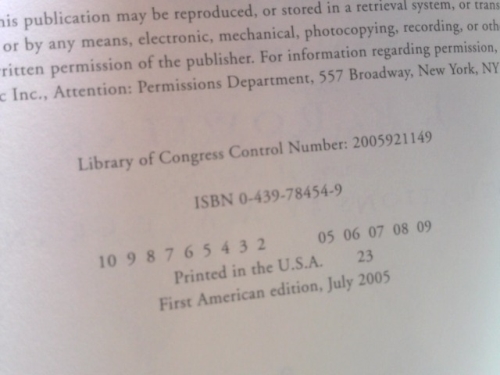 his publication may be reproduced, or stored in a retrieval system, or trans
or by any means, electronic, mechanical, photocopying, recording, or oth
ritten permission of the publisher. For information regarding permission,
c Inc., Attention: Permissions Department, 557 Broadway, New York, NY
Library of Congress Control Number: 2005921149
ISBN 0-439-78454-9
10 9 8 7 6 5 4 3 2 05 06 07 08 09
Printed in the U.S.A. 23
First American edition, July 2005